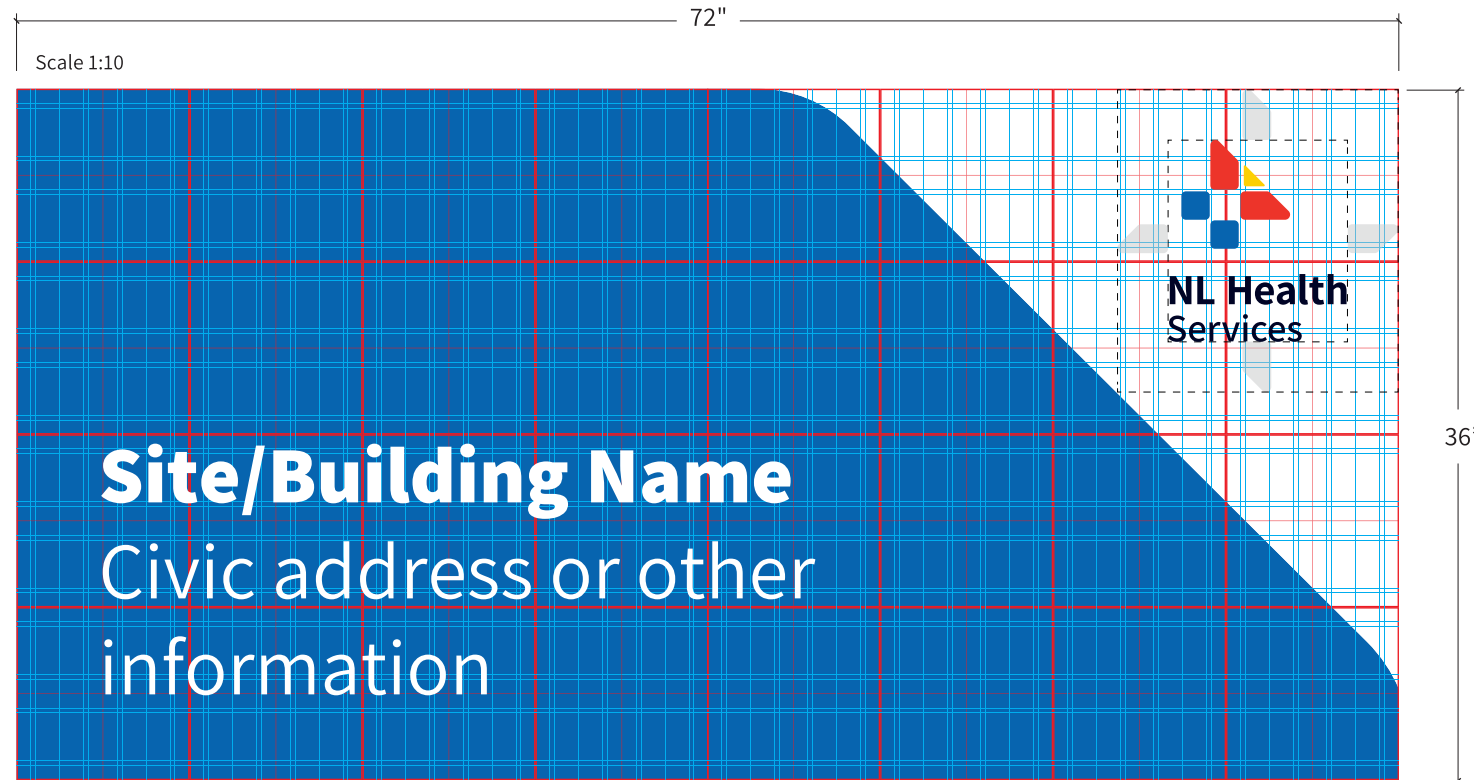 72"
Scale 1:10
NL Health
Services
36"
Site/Building Name
Civic address or other
information